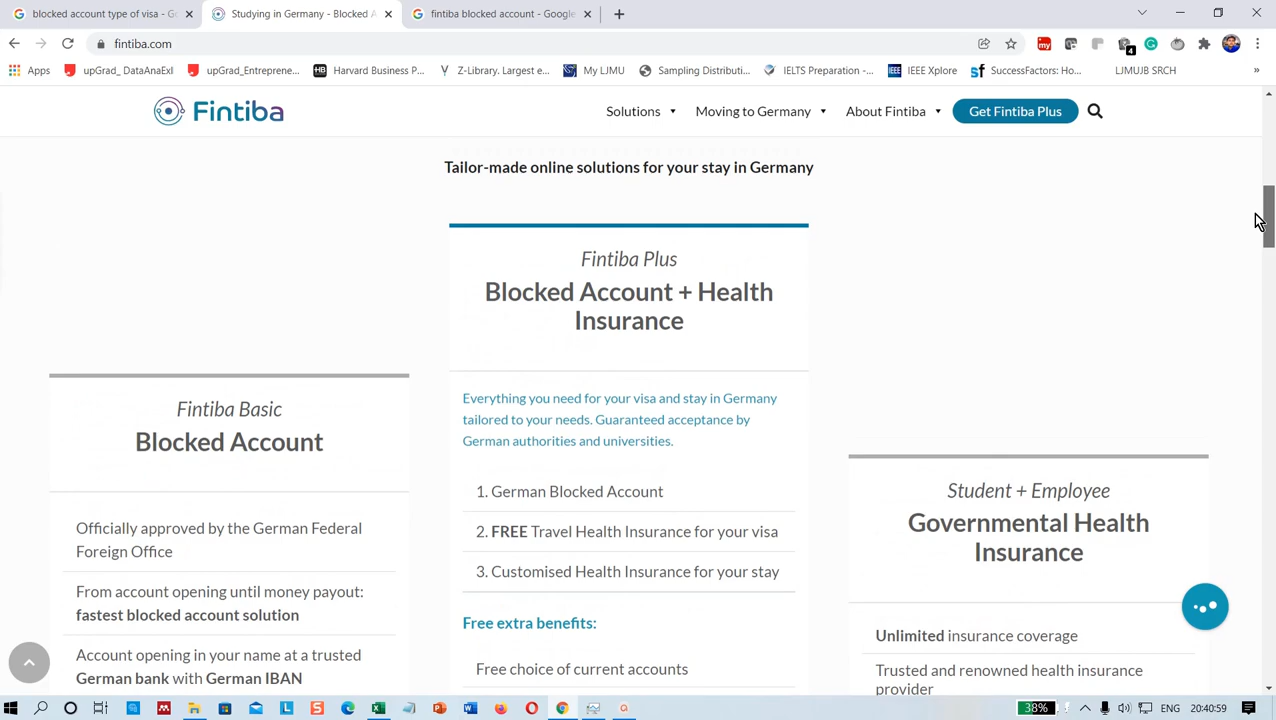 blocked account type of visa - Go
Studying in Germany - Blocked A
fintiba blocked account - Google
fintiba.com
Apps
upGrad_ DataAnaExl
upGrad_Entreprene...
Harvard Business P...
Z-Library. Largest e...
My LJMU
Sampling Distributi...
IELTS Preparation -...
IEEE Xplore
SuccessFactors: Ho...
LJMUJB SRCH
»
Fintiba
Solutions
Moving to Germany
About Fintiba
Get Fintiba Plus
Tailor-made online solutions for your stay in Germany
Fintiba Plus
Blocked Account + Health
Insurance
Everything you need for your visa and stay in Germany
tailored to your needs. Guaranteed acceptance by
German authorities and universities.
1. German Blocked Account
2. FREE Travel Health Insurance for your visa
3. Customised Health Insurance for your stay
Free extra benefits:
Free choice of current accounts
Fintiba Basic
Blocked Account
Officially approved by the German Federal
Foreign Office
From account opening until money payout:
fastest blocked account solution
Account opening in your name at a trusted
German bank with German IBAN
Student + Employee
Governmental Health
Insurance
Unlimited insurance coverage
Trusted and renowned health insurance
provider
38%
ENG
20:40:59